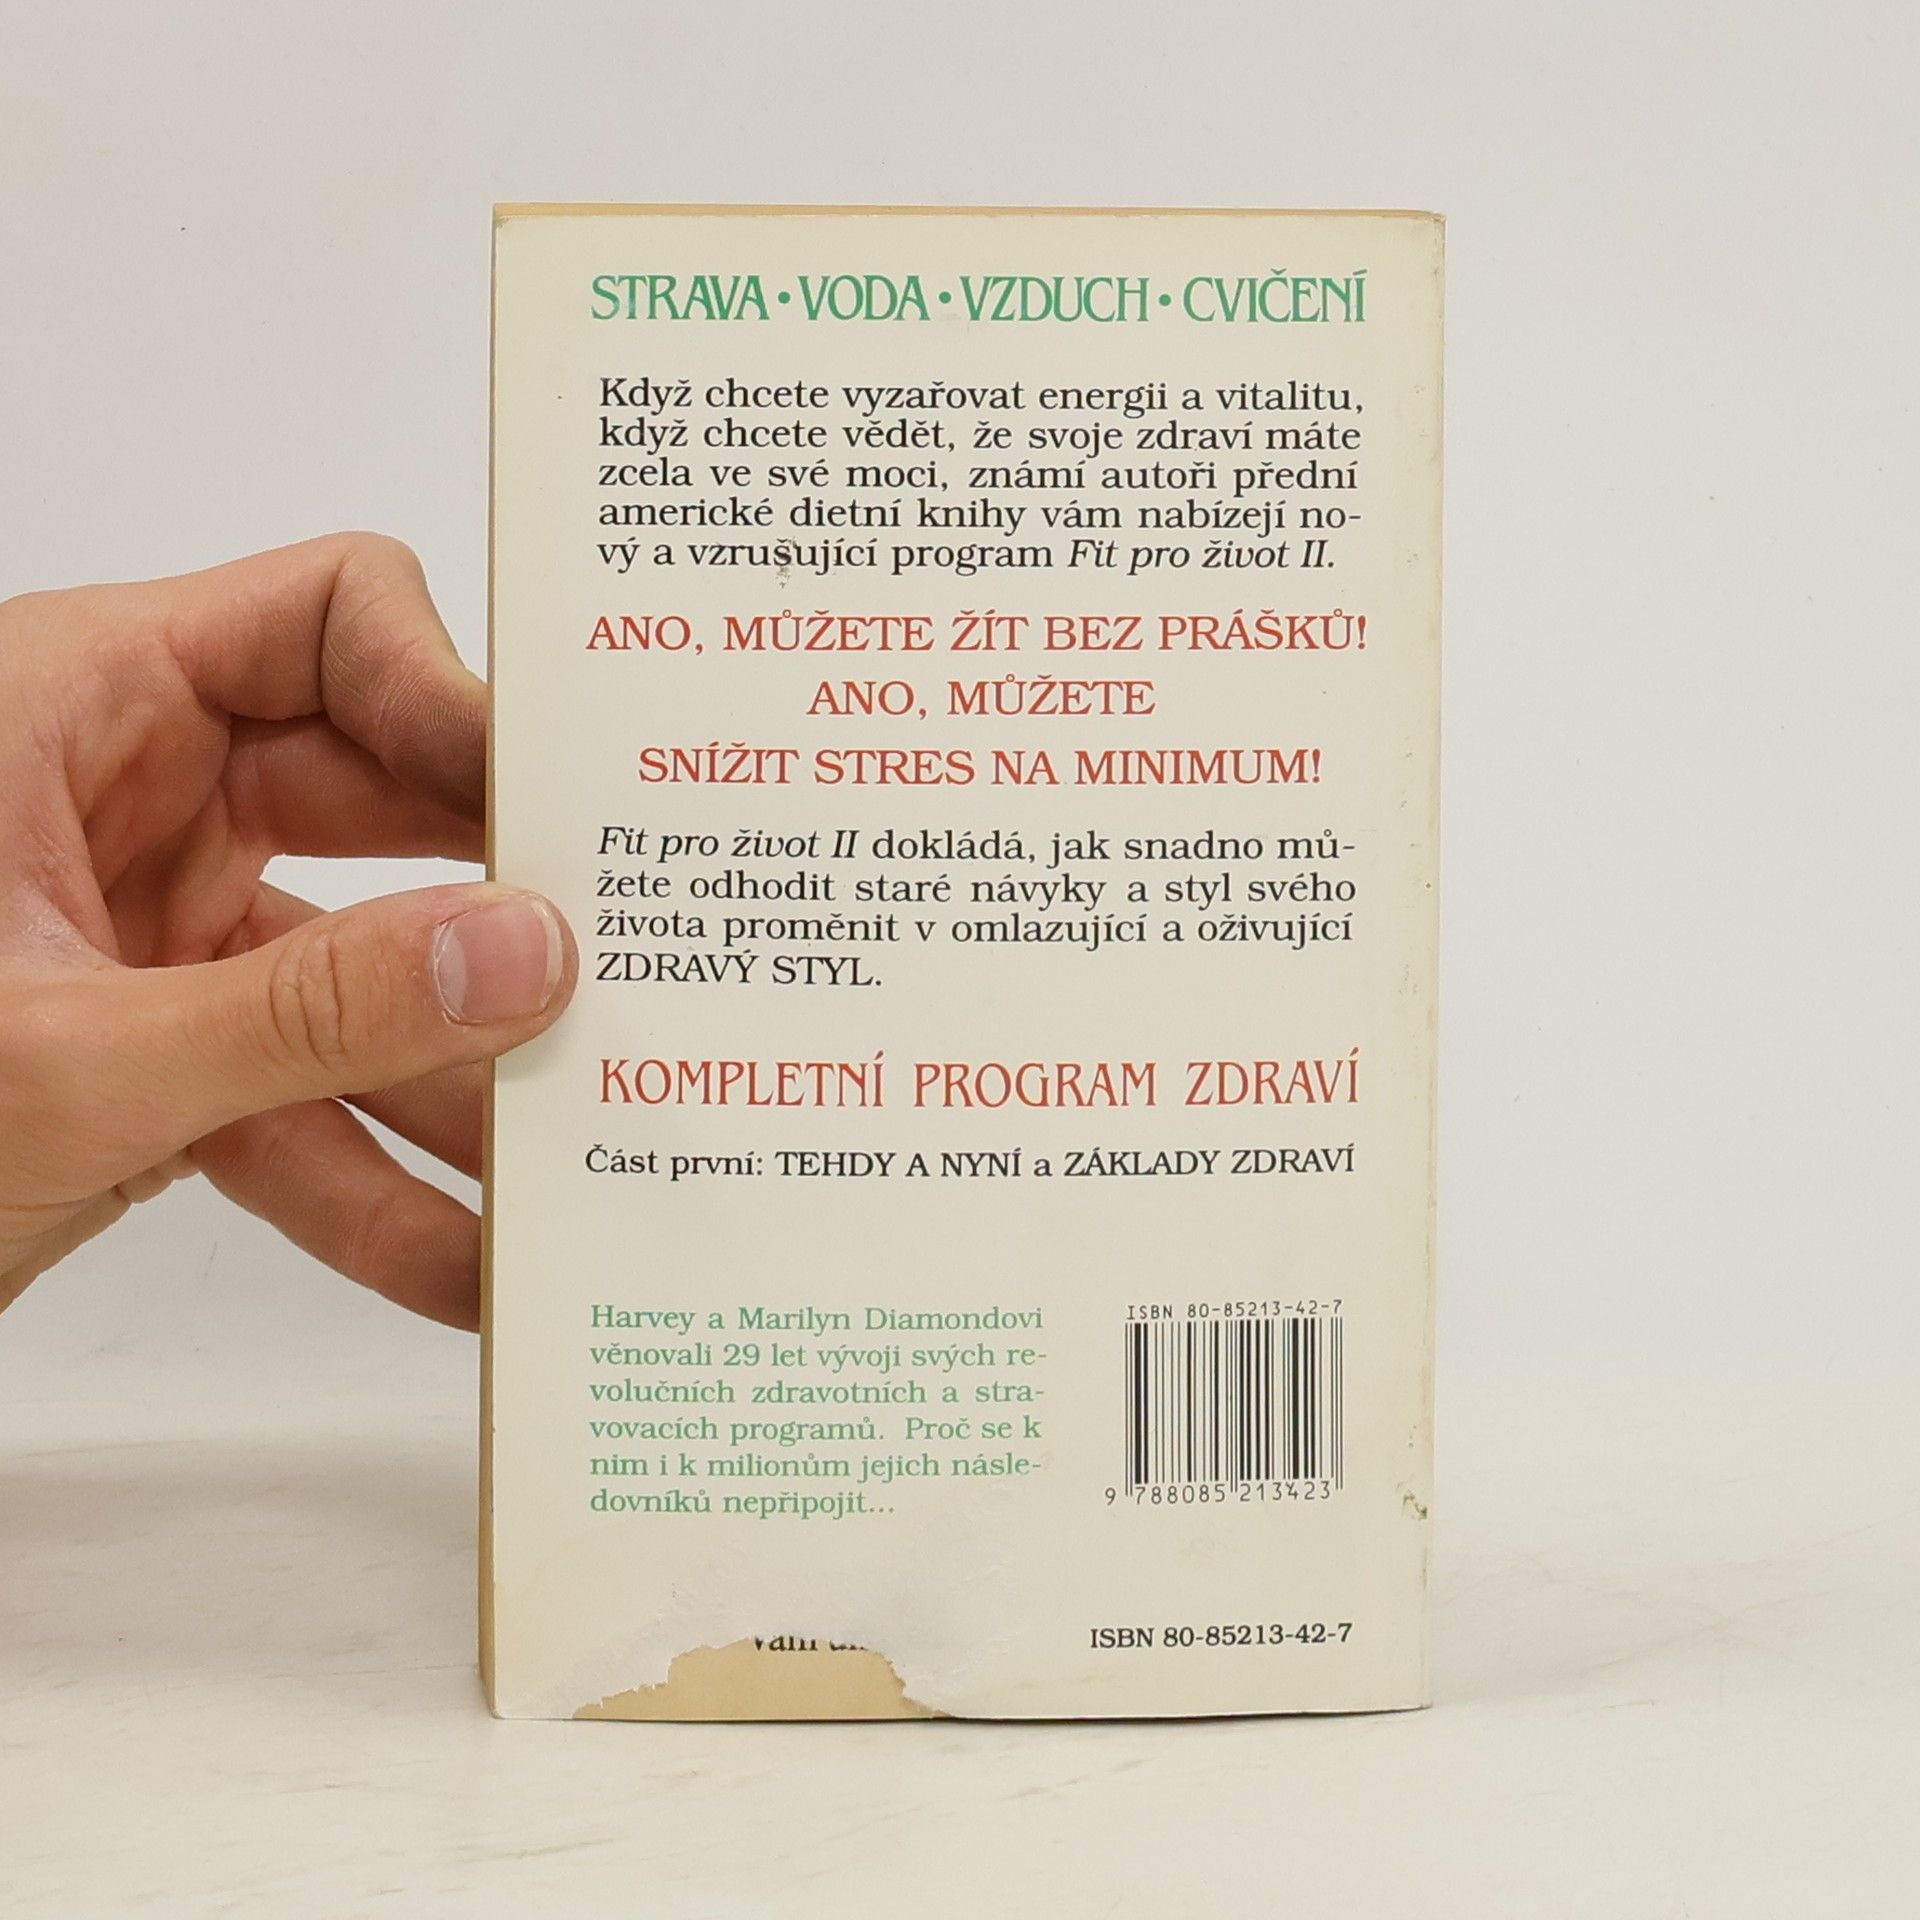 STRAVA • VODA • VZDUCH • CVIČENÍ
Když chcete vyzařovat energii a vitalitu,
když chcete vědět, že svoje zdraví máte
zcela ve své moci, známí autoři přední
americké dietní knihy vám nabízejí no-
vý a vzrušující program Fit pro život II.
ANO, MŮŽETE ŽÍT BEZ PRÁŠKŮ!
ANO, MŮŽETE
SNÍŽIT STRES NA MINIMUM!
Fit pro život II dokládá, jak snadno mů-
žete odhodit staré návyky a styl svého
života proměnit v omlazující a oživující
ZDRAVÝ STYL.
KOMPLETNÍ PROGRAM ZDRAVÍ
Část první: TEHDY A NYNÍ a ZÁKLADY ZDRAVÍ
Harvey a Marilyn Diamondovi
věnovali 29 let vývoji svých re-
volučních zdravotních a stra-
vovacích programů. Proč se k
nim i k milionům jejich násle-
dovníků nepřipojit...
ISBN 80-85213-42-7
9 788085 213423
ISBN 80-85213-42-7